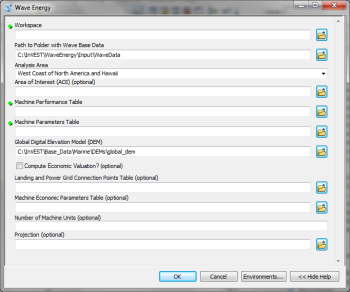 Wave Energy
Workspace
Path to Folder with Wave Base Data
C:\InVEST\WaveEnergy\Input\WaveData
Analysis Area
West Coast of North America and Hawaii
Area of Interest (AOI) (optional)
Machine Performance Table
Machine Parameters Table
Global Digital Elevation Model (DEM)
C:\InVEST\Base_Data\Marine\DEMs\global_dem
Compute Economic Valuation? (optional)
Landing and Power Grid Connection Points Table (optional)
Machine Economic Parameters Table (optional)
Number of Machine Units (optional)
Projection (optional)
OK
Cancel
Environments...
<< Hide Help